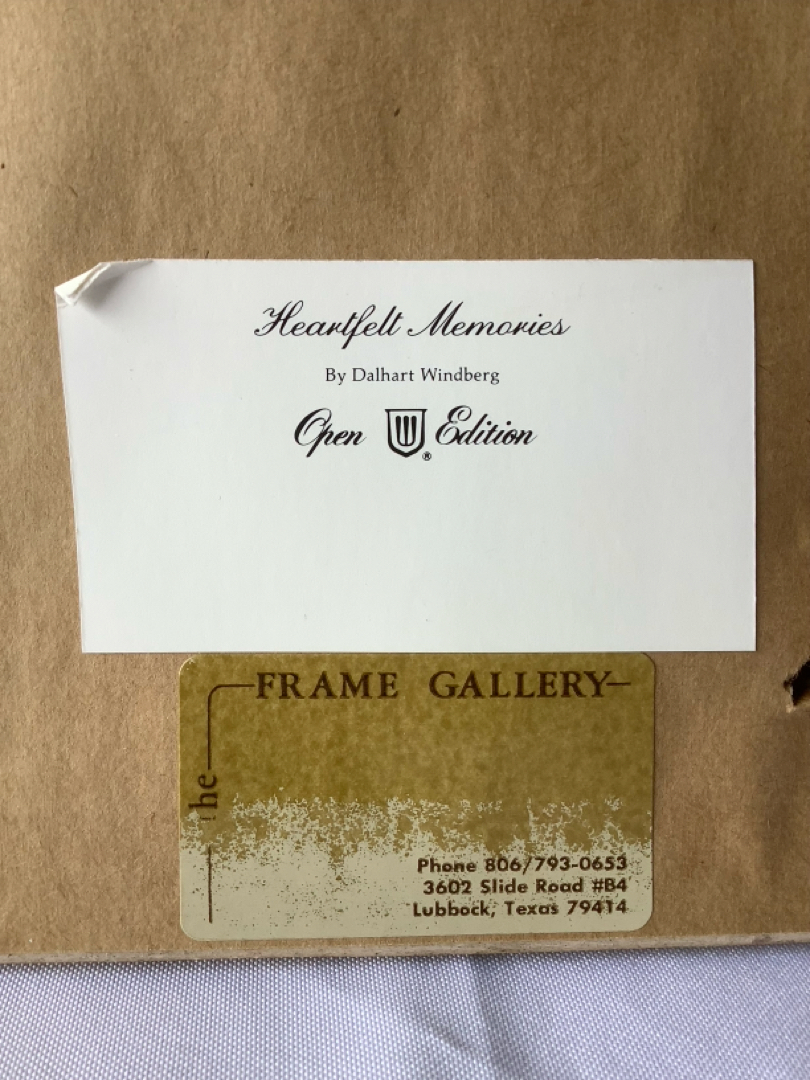 Heartfelt Memories
By Dalhart Windberg
Open W® Edition
the
FRAME GALLERY
Phone 806/793-0653
3602 Slide Road #B4
Lubbock, Texas 79414